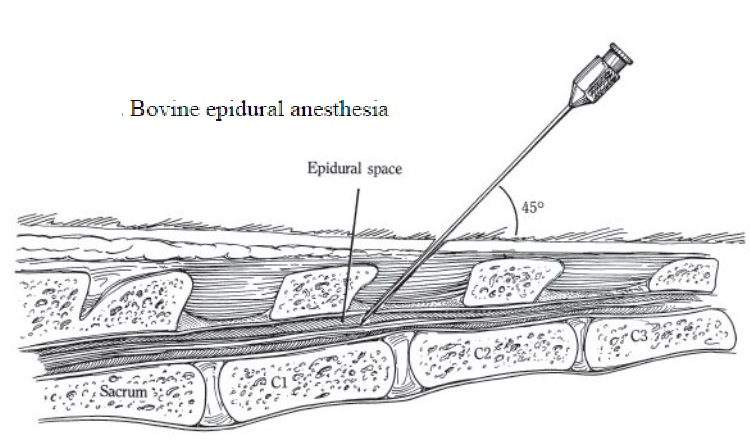 . Bovine epidural anesthesia
Epidural space
45°
Sacrum
C1
C2
C3